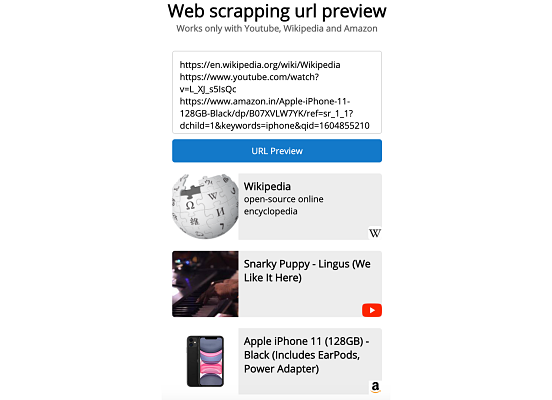 Web scrapping url preview
Works only with Youtube, Wikipedia and Amazon
https://en.wikipedia.org/wiki/Wikipedia
https://www.youtube.com/watch?
v=L_XJ_s5IsQc
https://www.amazon.in/Apple-iPhone-11-
128GB-Black/dp/B07XVLW7YK/ref=sr_1_1?
dchild=1&keywords=iphone&qid=1604855210
URL Preview
Wikipedia
open-source online
encyclopedia
W
Snarky Puppy - Lingus (We
Like It Here)
Apple iPhone 11 (128GB) -
Black (Includes EarPods,
Power Adapter)
a